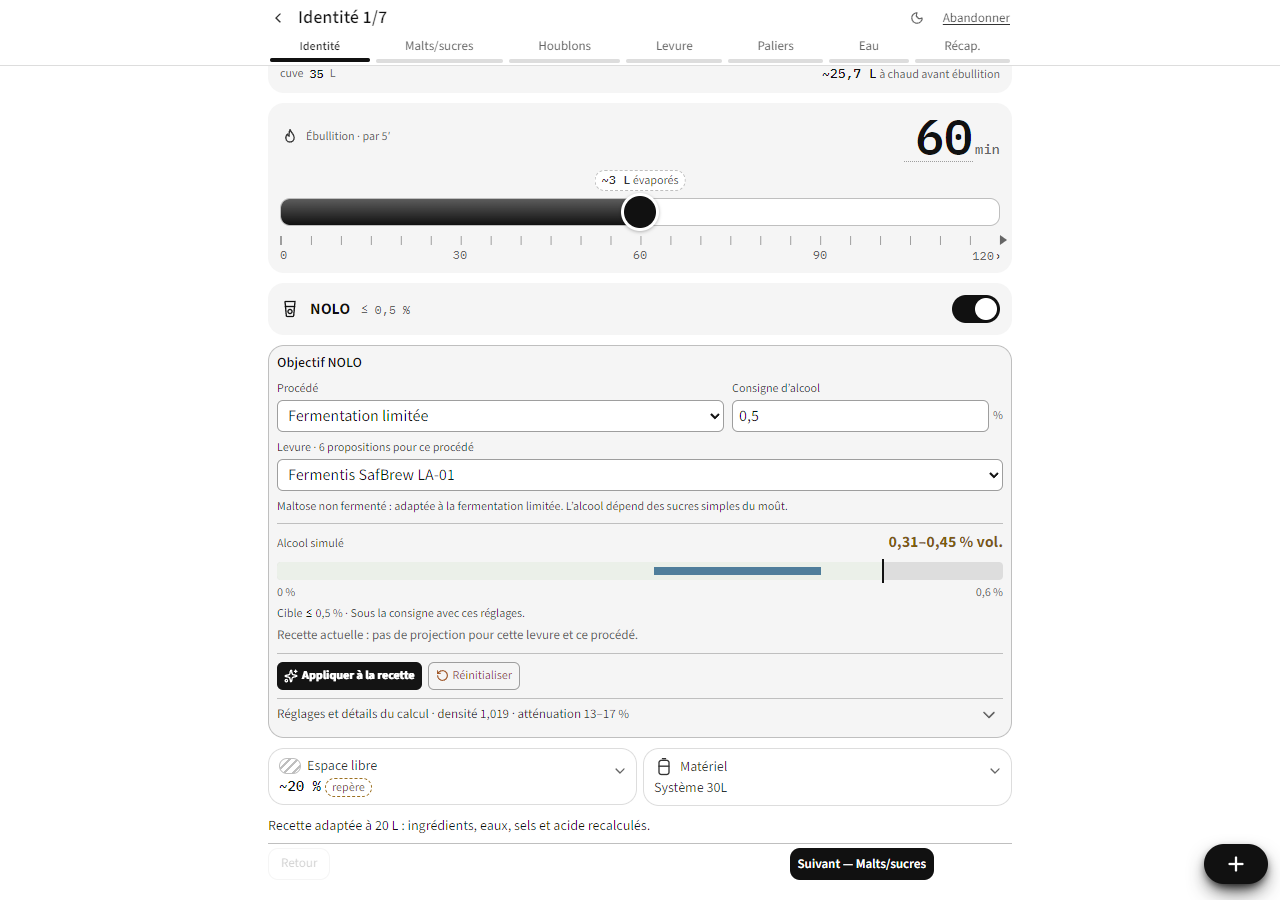 Identité 1/7
Abandonner
Identité Malts/sucres Houblons Levure Paliers Eau Récap.
cuve 35 L ~25,7 L à chaud avant ébullition
Ébullition · par 5'
60 min
~3 L évaporés
0 30 60 90 120›
NOLO ≤ 0,5 %
Objectif NOLO
Procédé Consigne d'alcool
Fermentation limitée 0,5 %
Levure · 6 propositions pour ce procédé
Fermentis SafBrew LA-01
Maltose non fermenté : adaptée à la fermentation limitée. L'alcool dépend des sucres simples du moût.
Alcool simulé 0,31–0,45 % vol.
0 % 0,6 %
Cible ≤ 0,5 % · Sous la consigne avec ces réglages.
Recette actuelle : pas de projection pour cette levure et ce procédé.
Appliquer à la recette Réinitialiser
Réglages et détails du calcul · densité 1,019 · atténuation 13–17 %
Espace libre
~20 % repère
Matériel
Système 30L
Recette adaptée à 20 L : ingrédients, eaux, sels et acide recalculés.
Retour Suivant — Malts/sucres